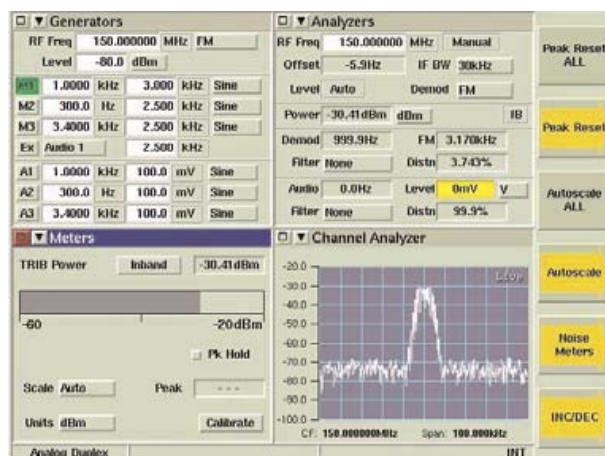 Generators
RF Freq 150.000000 MHz FM
Level -80.0 dBm
M1 1.0000 kHz 3.000 kHz Sine
M2 300.0 Hz 2.500 kHz Sine
M3 3.4000 kHz 2.500 kHz Sine
Ex Audio 1 2.500 kHz
A1 1.0000 kHz 100.0 mV Sine
A2 300.0 Hz 100.0 mV Sine
A3 3.4000 kHz 100.0 mV Sine
Analyzers
RF Freq 150.000000 MHz Manual
Offset -5.9Hz IF BW 30kHz
Level Auto Demod FM
Power -30.41dBm dBm IB
Demod 999.9Hz FM 3.170kHz
Filter None Distn 3.743%
Audio 0.0Hz Level 0mV V
Filter None Distn 99.9%
Meters
TRIB Power Inband -30.41dBm
-60 -20dBm
Pk Hold
Scale Auto Peak ---
Units dBm Calibrate
Channel Analyzer
Live
-20.0
-30.0
-40.0
-50.0
-60.0
-70.0
-80.0
-90.0
-100.0
CF: 150.000000MHz Span: 100.000kHz
Peak Reset
ALL
Peak Reset
Autoscale
ALL
Autoscale
Noise
Meters
INC/DEC
Analog Duplex INT